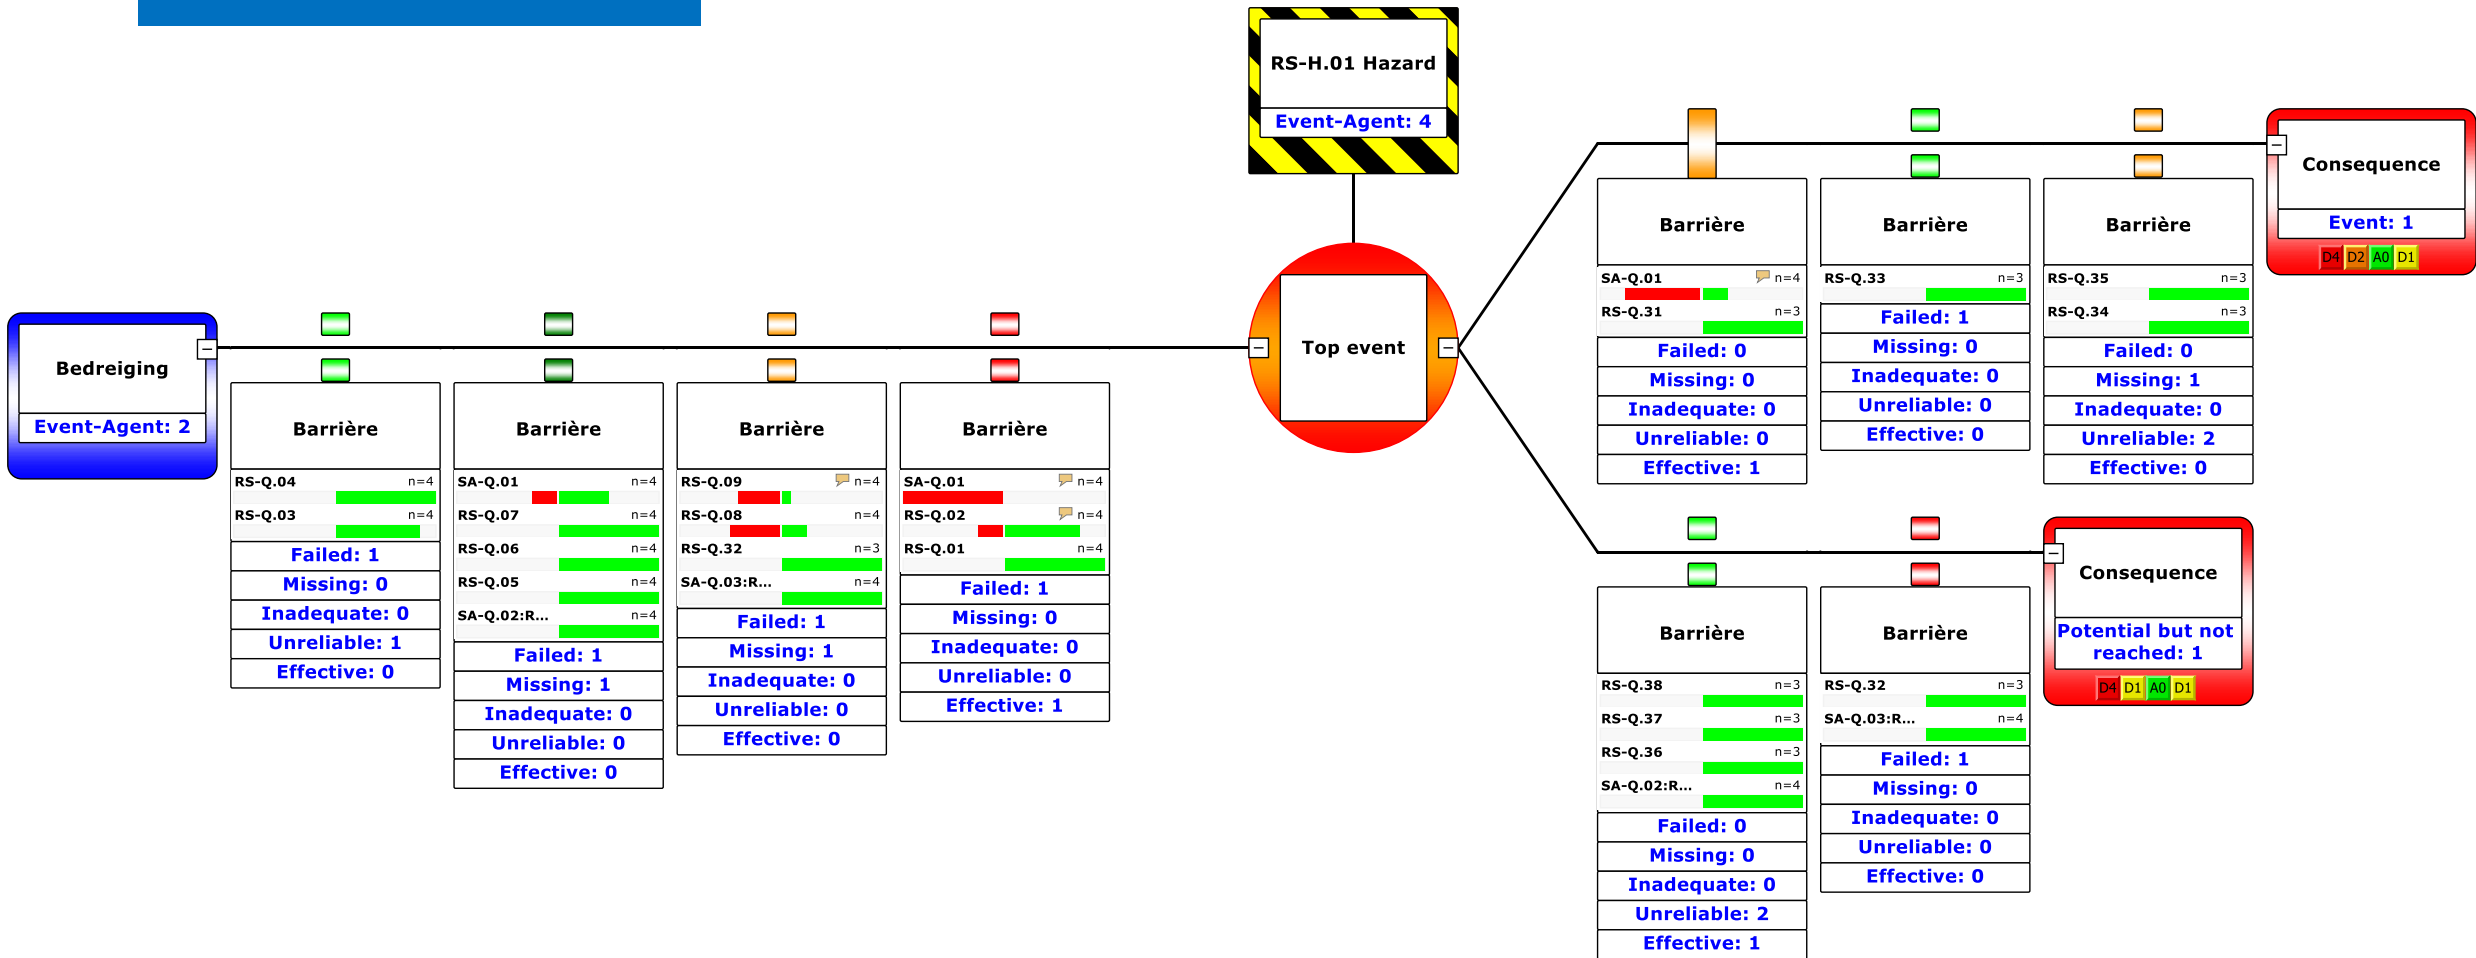 RS-H.01 Hazard
Event-Agent: 4
Top event
Bedreiging
Event-Agent: 2
Barrière
RS-Q.04 n=4
RS-Q.03 n=4
Failed: 1
Missing: 0
Inadequate: 0
Unreliable: 1
Effective: 0
Barrière
SA-Q.01 n=4
RS-Q.07 n=4
RS-Q.06 n=4
RS-Q.05 n=4
SA-Q.02:R... n=4
Failed: 1
Missing: 1
Inadequate: 0
Unreliable: 0
Effective: 0
Barrière
RS-Q.09 n=4
RS-Q.08 n=4
RS-Q.32 n=3
SA-Q.03:R... n=4
Failed: 1
Missing: 1
Inadequate: 0
Unreliable: 0
Effective: 0
Barrière
SA-Q.01 n=4
RS-Q.02 n=4
RS-Q.01 n=4
Failed: 1
Missing: 0
Inadequate: 0
Unreliable: 0
Effective: 1
Barrière
SA-Q.01 n=4
RS-Q.31 n=3
Failed: 0
Missing: 0
Inadequate: 0
Unreliable: 0
Effective: 1
Barrière
RS-Q.33 n=3
Failed: 1
Missing: 0
Inadequate: 0
Unreliable: 0
Effective: 0
Barrière
RS-Q.35 n=3
RS-Q.34 n=3
Failed: 0
Missing: 1
Inadequate: 0
Unreliable: 2
Effective: 0
Consequence
Event: 1
D4 D2 A0 D1
Barrière
RS-Q.38 n=3
RS-Q.37 n=3
RS-Q.36 n=3
SA-Q.02:R... n=4
Failed: 0
Missing: 0
Inadequate: 0
Unreliable: 2
Effective: 1
Barrière
RS-Q.32 n=3
SA-Q.03:R... n=4
Failed: 1
Missing: 0
Inadequate: 0
Unreliable: 0
Effective: 0
Consequence
Potential but not
reached: 1
D4 D1 A0 D1